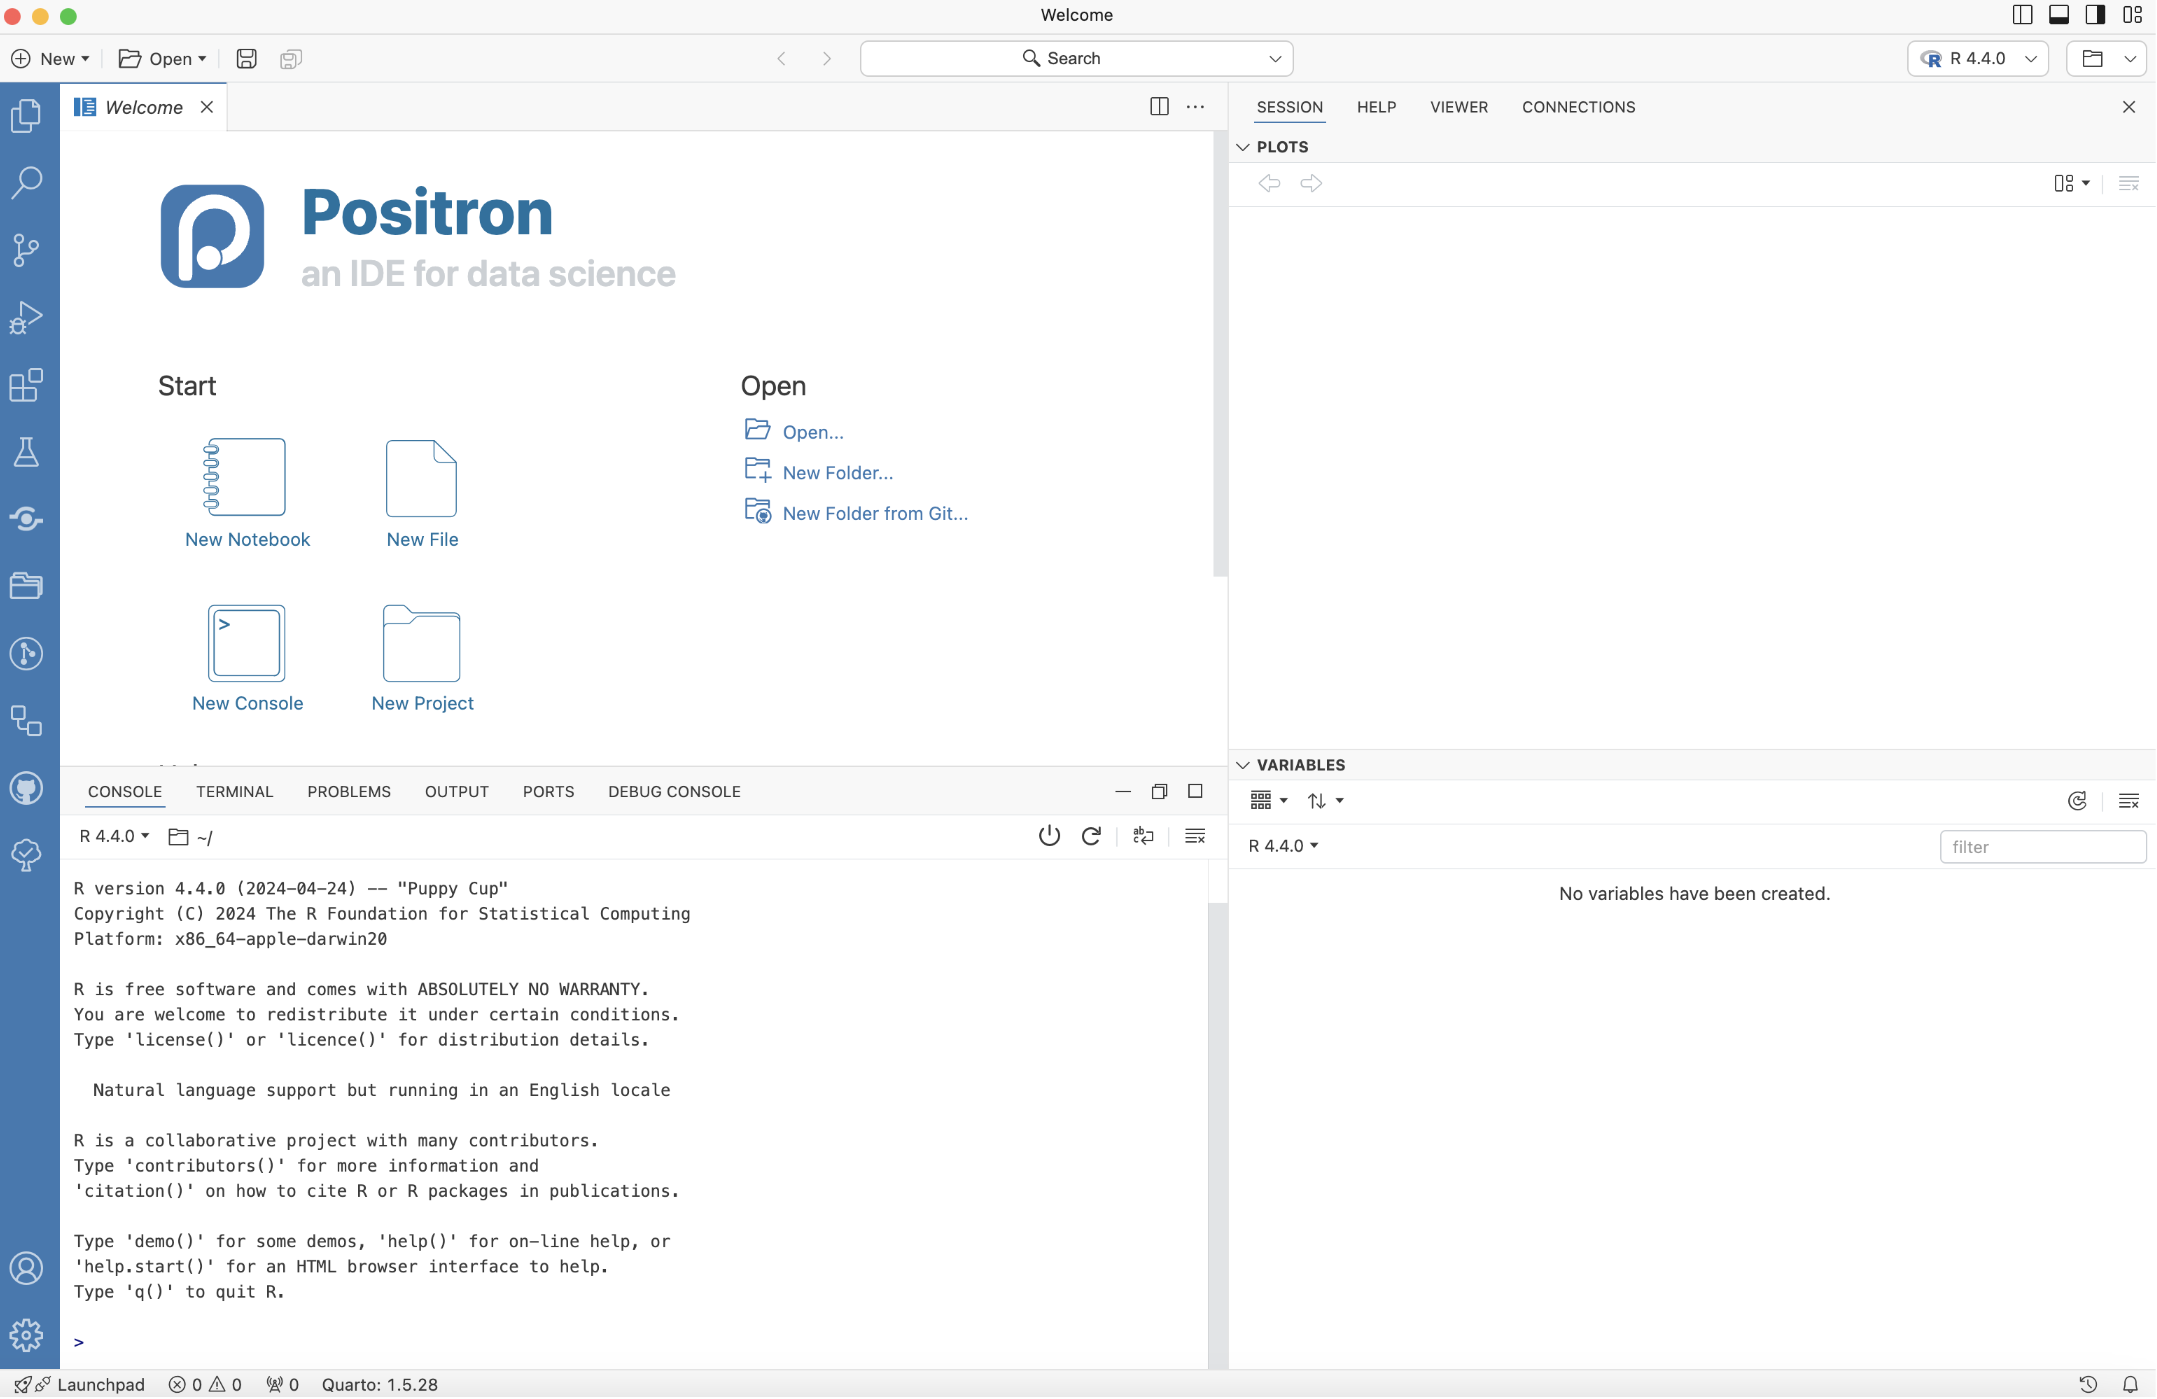 Welcome
New
Open
Search
R 4.4.0
Welcome
SESSION HELP VIEWER CONNECTIONS
PLOTS
Positron
an IDE for data science
Start
Open
Open...
New Folder...
New Folder from Git...
New Notebook
New File
New Console
New Project
CONSOLE TERMINAL PROBLEMS OUTPUT PORTS DEBUG CONSOLE
R 4.4.0 ~/
R version 4.4.0 (2024-04-24) -- "Puppy Cup"
Copyright (C) 2024 The R Foundation for Statistical Computing
Platform: x86_64-apple-darwin20
R is free software and comes with ABSOLUTELY NO WARRANTY.
You are welcome to redistribute it under certain conditions.
Type 'license()' or 'licence()' for distribution details.
Natural language support but running in an English locale
R is a collaborative project with many contributors.
Type 'contributors()' for more information and
'citation()' on how to cite R or R packages in publications.
Type 'demo()' for some demos, 'help()' for on-line help, or
'help.start()' for an HTML browser interface to help.
Type 'q()' to quit R.
>
VARIABLES
R 4.4.0
filter
No variables have been created.
Launchpad 0 0 0 Quarto: 1.5.28